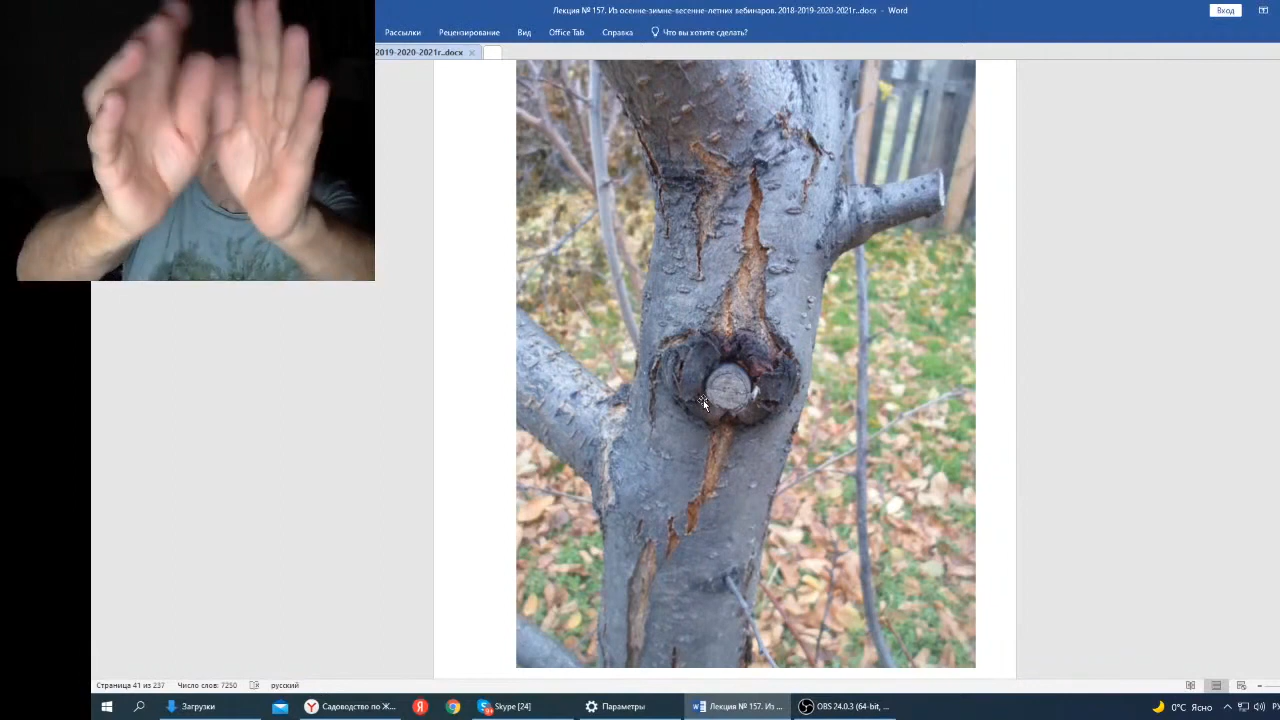 Лекция № 157. Из осенне-зимне-весенне-летних вебинаров. 2018-2019-2020-2021г..docx - Word
Вход
Рассылки Рецензирование Вид Office Tab Справка Что вы хотите сделать?
2019-2020-2021г..docx
Страница 41 из 237 Число слов: 7250 русский
Загрузки Садоводство по Ж... Skype [24] Параметры Лекция № 157. Из ... OBS 24.0.3 (64-bit, ... 0°C Ясно